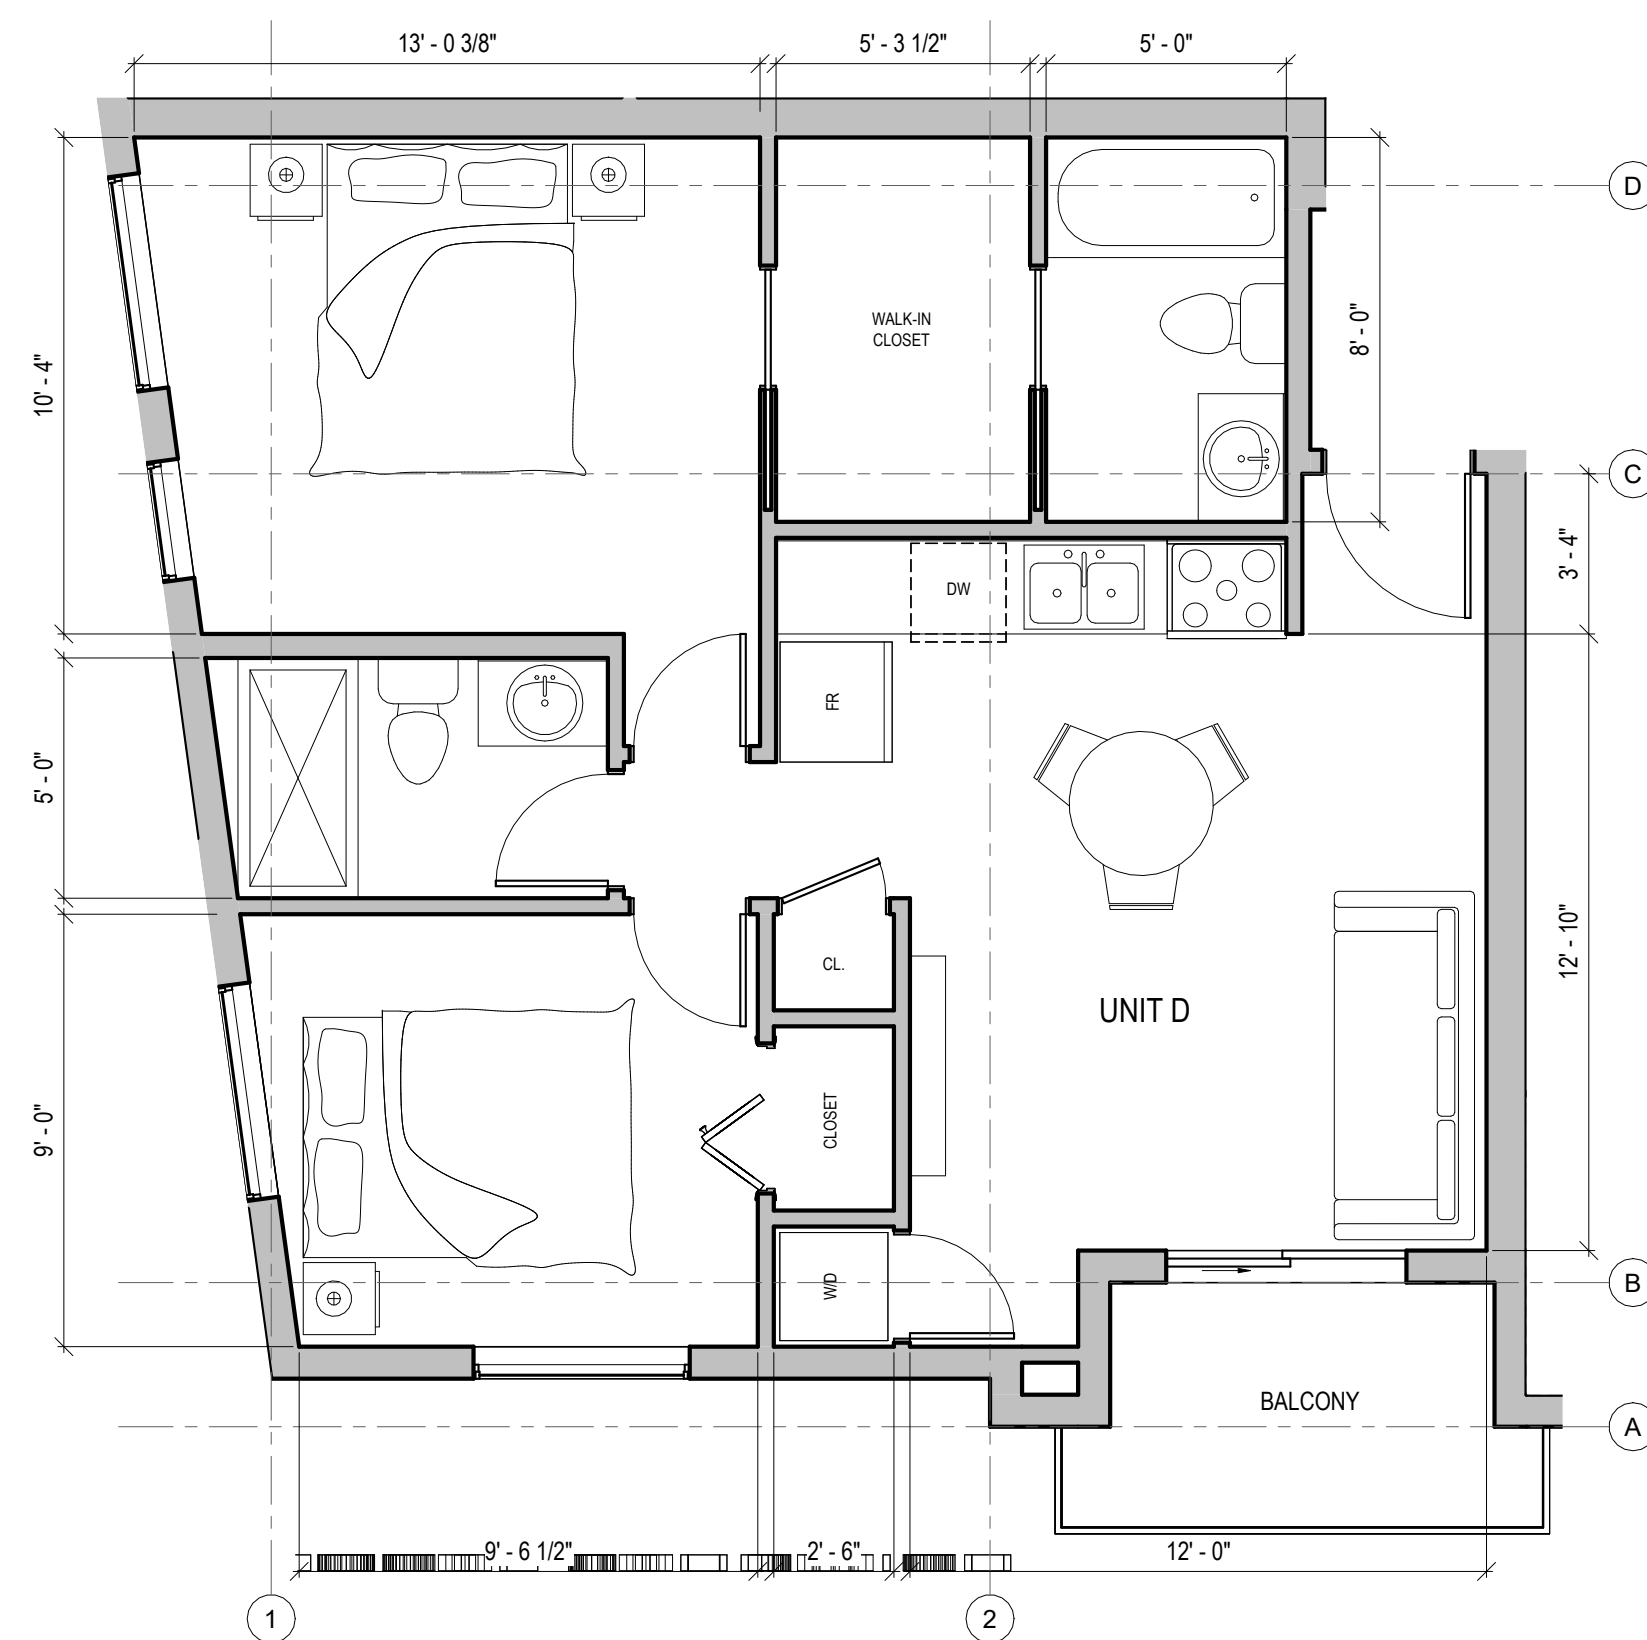 13' - 0 3/8"
5' - 3 1/2"
5' - 0"
D
WALK-IN
CLOSET
8' - 0"
10' - 4"
C
3' - 4"
DW
FR
5' - 0"
12' - 10"
CL.
UNIT D
9' - 0"
CLOSET
W/D
B
BALCONY
A
9' - 6 1/2"
2' - 6"
12' - 0"
1
2